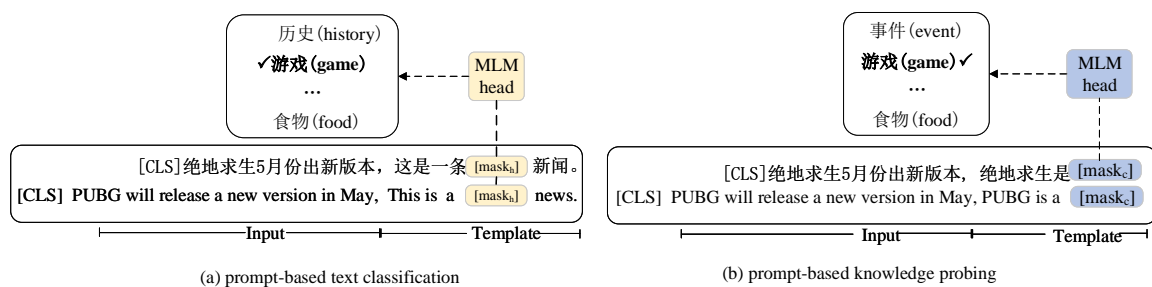 历史(history)
✓游戏(game)
...
食物(food)
MLM
head
[CLS]绝地求生5月份出新版本，这是一条 [maskh] 新闻。
[CLS] PUBG will release a new version in May, This is a [maskh] news.
Input
Template
(a) prompt-based text classification
事件(event)
游戏(game)✓
...
食物(food)
MLM
head
[CLS]绝地求生5月份出新版本，绝地求生是 [maskc]
[CLS] PUBG will release a new version in May, PUBG is a [maskc]
Input
Template
(b) prompt-based knowledge probing